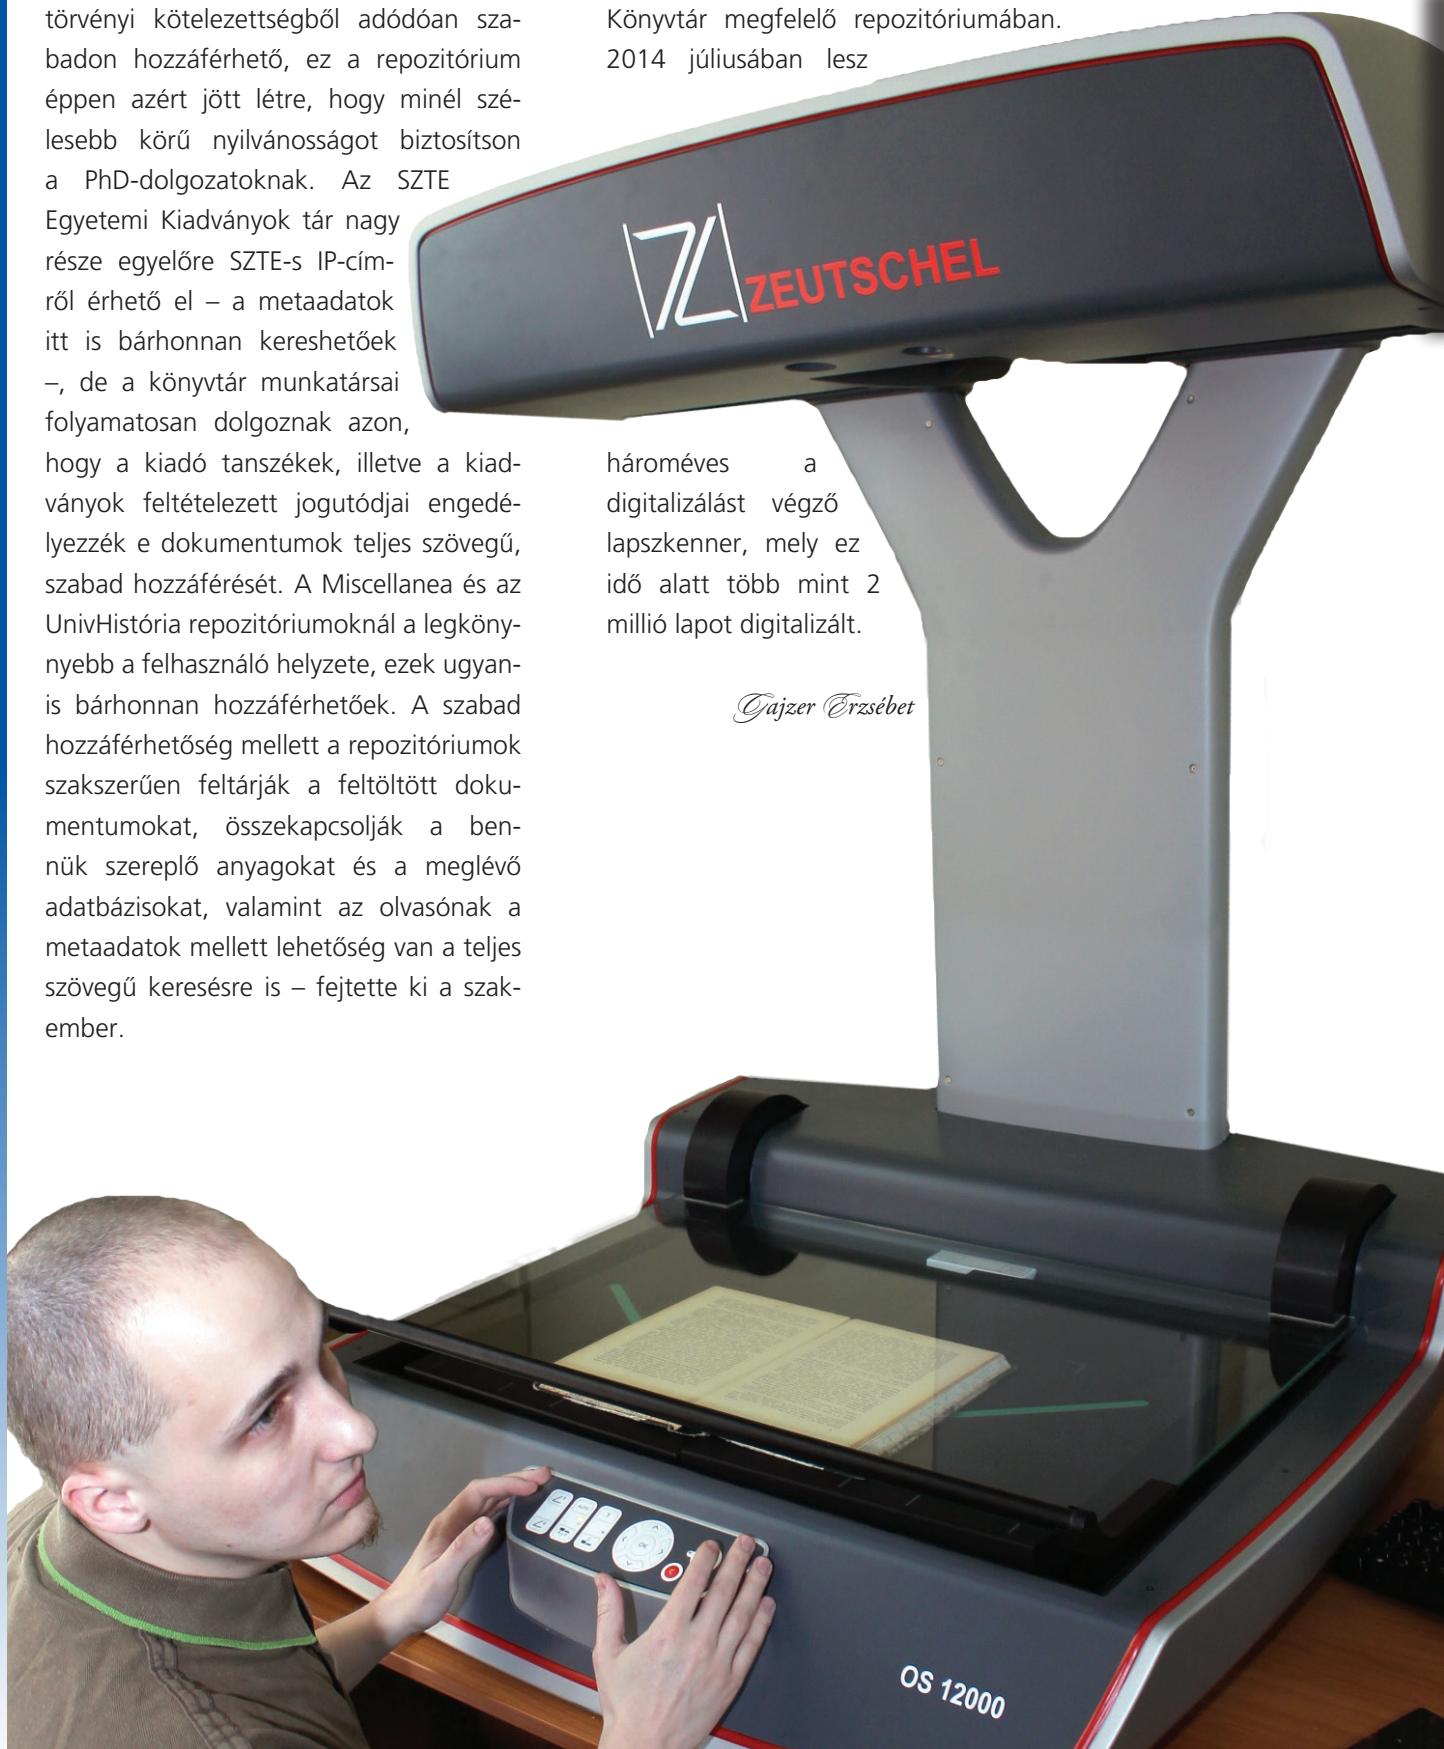 törvényi kötelezettségből adódóan sza-
badon hozzáférhető, ez a repozitórium
éppen azért jött létre, hogy minél szé-
lesebb körű nyilvánosságot biztosítson
a PhD-dolgozatoknak. Az SZTE
Egyetemi Kiadványok tár nagy
része egyelőre SZTE-s IP-cím-
ről érhető el – a metaadatok
itt is bárhonnan kereshetőek
–, de a könyvtár munkatársai
folyamatosan dolgoznak azon,
hogy a kiadó tanszékek, illetve a kiad-
ványok feltételezett jogutódjai engedé-
lyezzék e dokumentumok teljes szövegű,
szabad hozzáférését. A Miscellanea és az
UnivHistória repozitóriumoknál a legköny-
nyebb a felhasználó helyzete, ezek ugyan-
is bárhonnan hozzáférhetőek. A szabad
hozzáférhetőség mellett a repozitóriumok
szakszerűen feltárják a feltöltött doku-
mentumokat, összekapcsolják a ben-
nük szereplő anyagokat és a meglévő
adatbázisokat, valamint az olvasónak a
metaadatok mellett lehetőség van a teljes
szövegű keresésre is – fejtette ki a szak-
ember.
Könyvtár megfelelő repozitóriumában.
2014 júliusában lesz
hároméves a
digitalizálást végző
lapszkenner, mely ez
idő alatt több mint 2
millió lapot digitalizált.
Gajzer Erzsébet
ZEUTSCHEL
OK
OS 12000